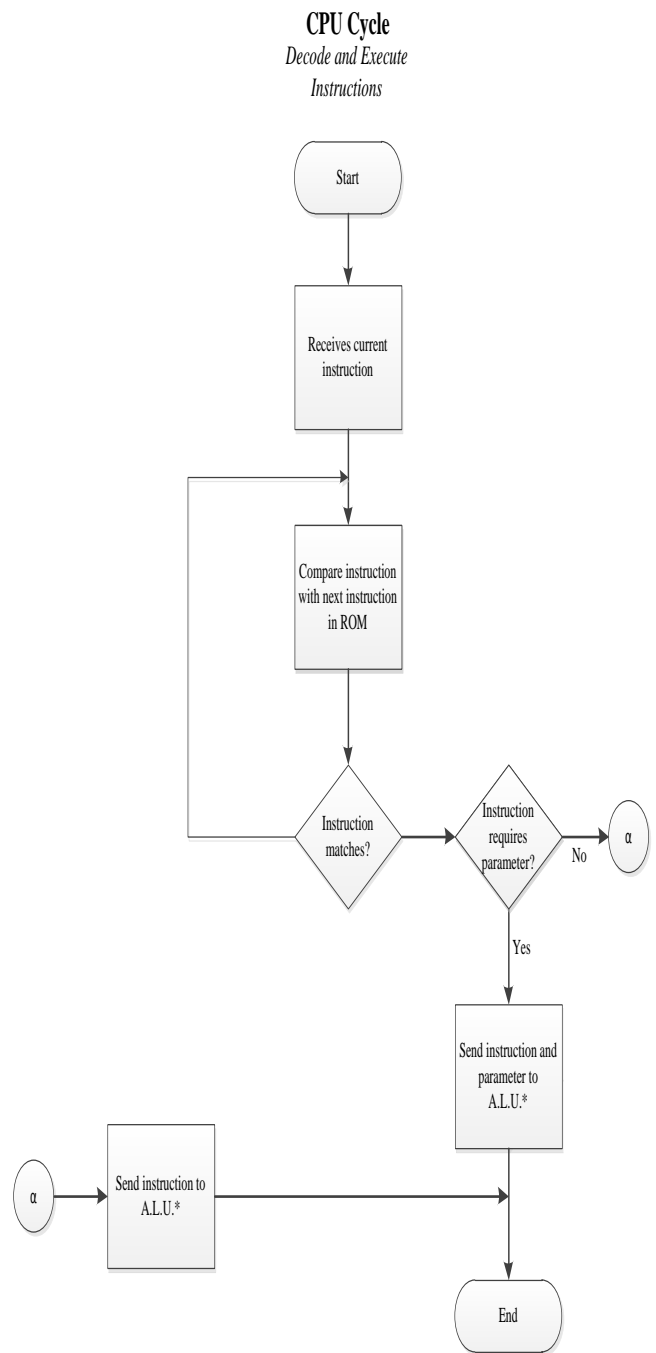 CPU Cycle
Decode and Execute
Instructions
Start
Receives current
instruction
Compare instruction
with next instruction
in ROM
Instruction
matches?
Instruction
requires
parameter?
No
α
Yes
Send instruction and
parameter to
A.L.U.*
α
Send instruction to
A.L.U.*
End